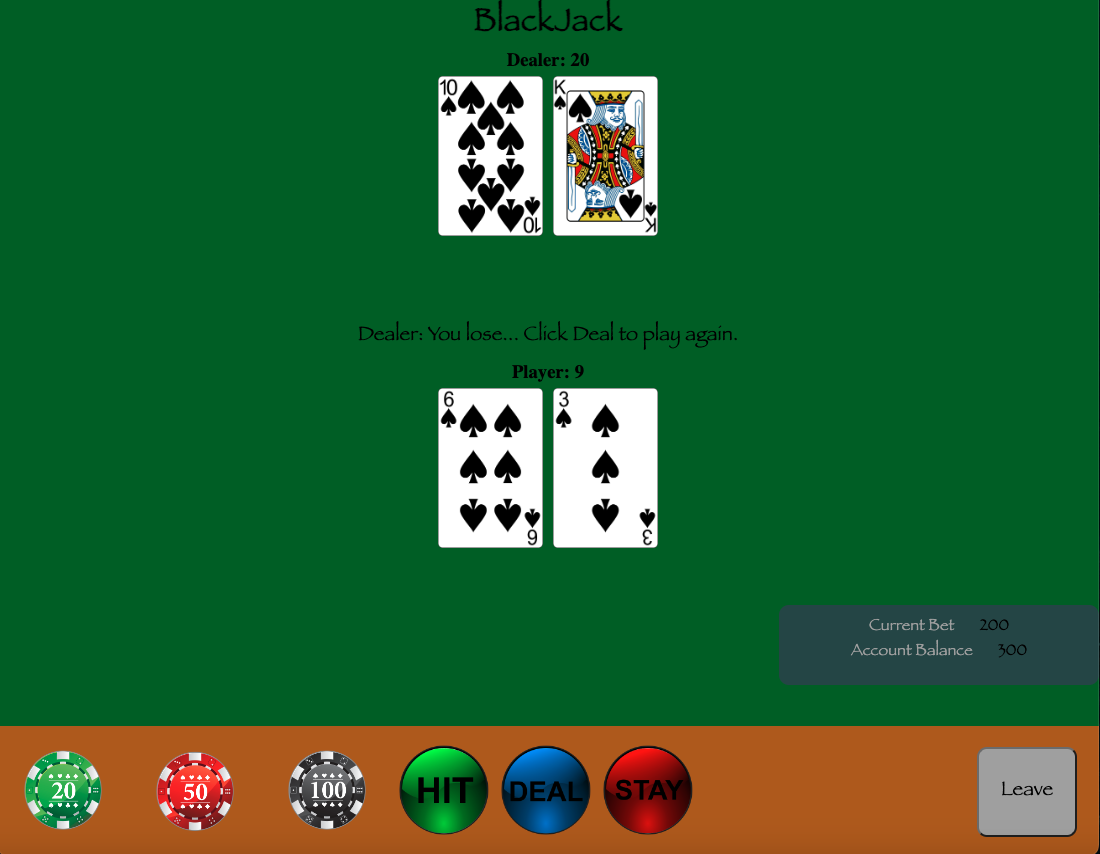 BlackJack
Dealer: 20
10 K
10 K
Dealer: You lose... Click Deal to play again.
Player: 9
6 3
6 3
Current Bet 200
Account Balance 300
20 50 100 HIT DEAL STAY Leave